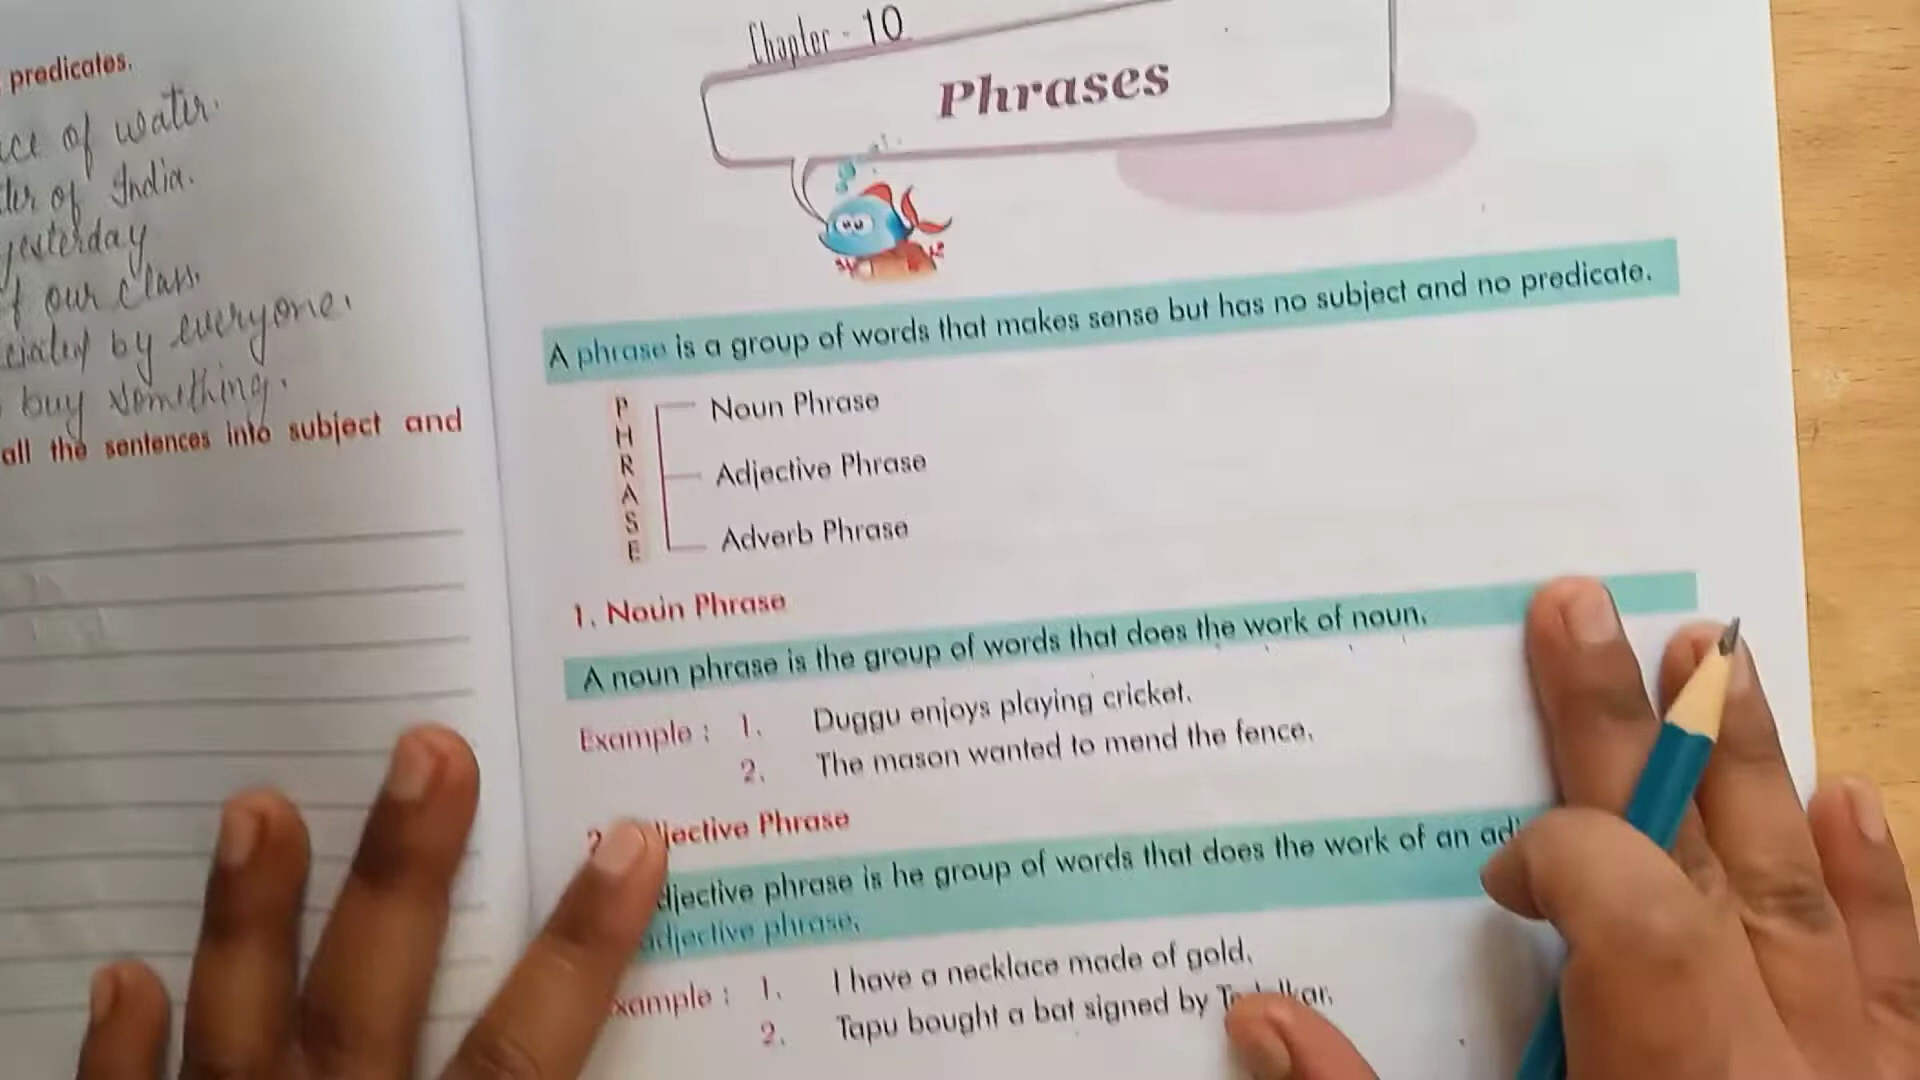 predicates.
of water.
of India.
yesterday
our class.
by everyone.
buy something.
all the sentences into subject and
Chapter - 10
Phrases
A phrase is a group of words that makes sense but has no subject and no predicate.
PHRASE
Noun Phrase
Adjective Phrase
Adverb Phrase
1. Noun Phrase
A noun phrase is the group of words that does the work of noun.
Example : 1. Duggu enjoys playing cricket.
2. The mason wanted to mend the fence.
2. jective Phrase
djective phrase is he group of words that does the work of an adj
adjective phrase.
xample : 1. I have a necklace made of gold.
2. Tapu bought a bat signed by